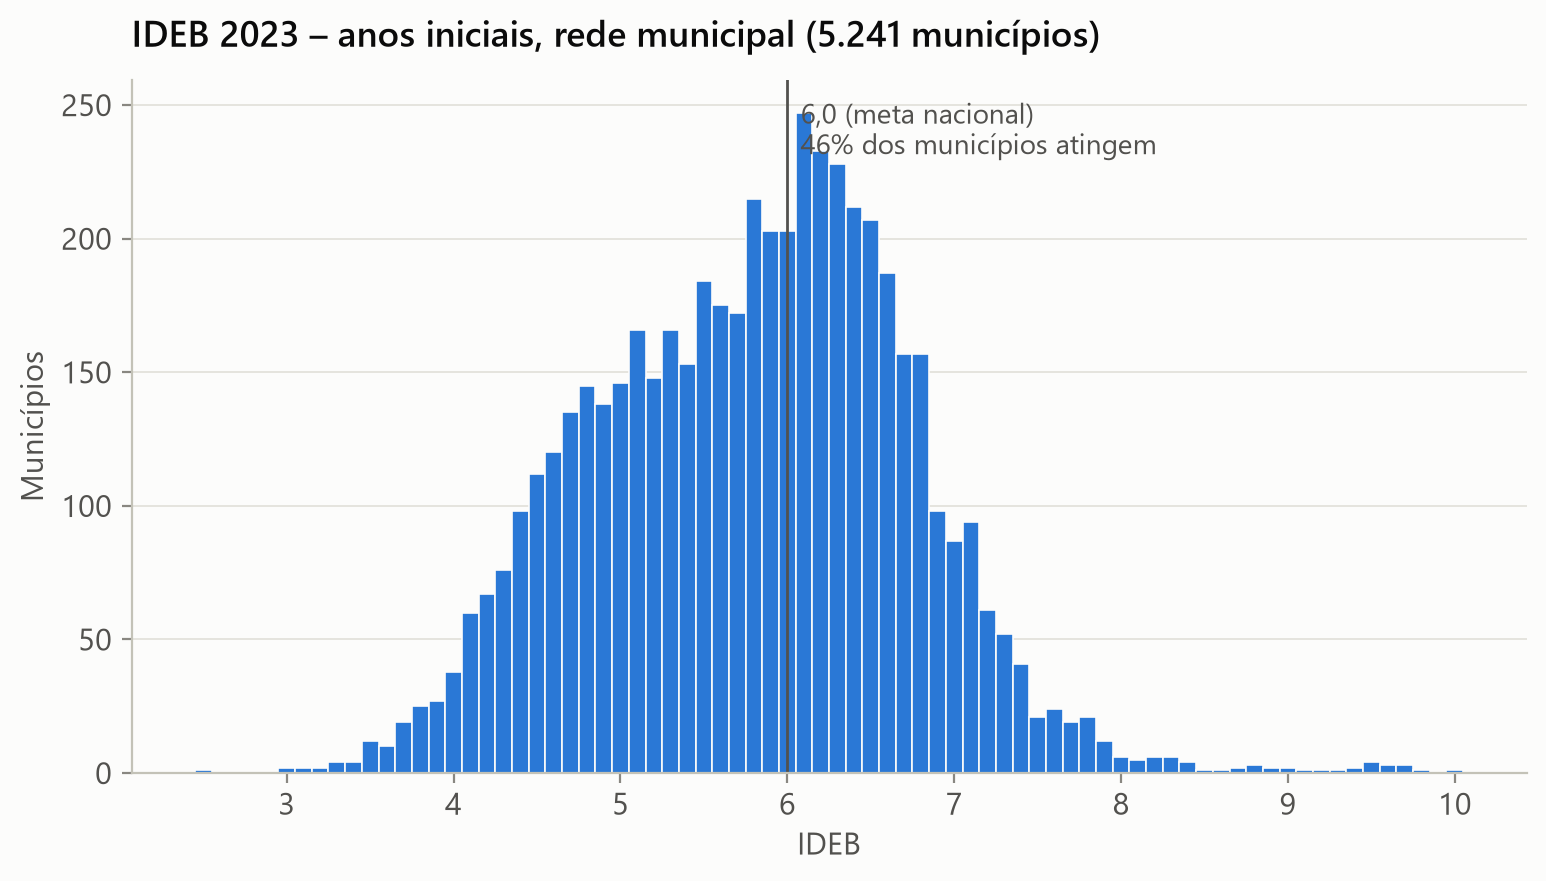 IDEB 2023 – anos iniciais, rede municipal (5.241 municípios)
250
200
150
100
50
0
Municípios
6,0 (meta nacional)
46% dos municípios atingem
3 4 5 6 7 8 9 10
IDEB